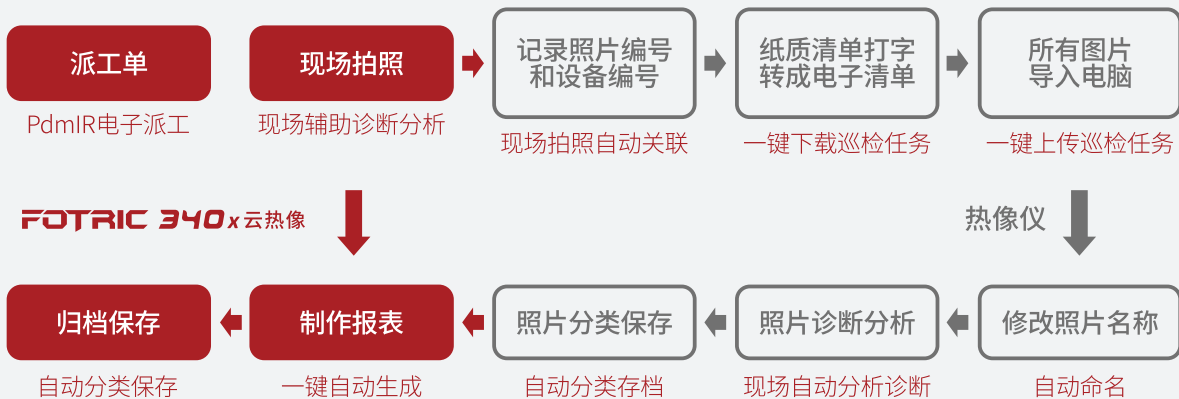 派工单
PdmIR电子派工
现场拍照
现场辅助诊断分析
记录照片编号
和设备编号
现场拍照自动关联
纸质清单打字
转成电子清单
一键下载巡检任务
所有图片
导入电脑
一键上传巡检任务
FOTRIC 340x云热像
热像仪
归档保存
自动分类保存
制作报表
一键自动生成
照片分类保存
自动分类存档
照片诊断分析
现场自动分析诊断
修改照片名称
自动命名